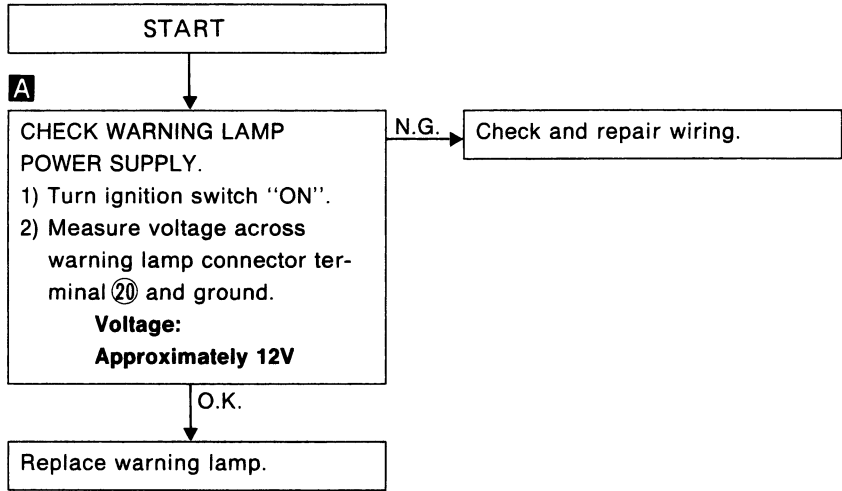 START
A
CHECK WARNING LAMP
POWER SUPPLY.
1) Turn ignition switch ‘‘ON’’.
2) Measure voltage across
warning lamp connector ter-
minal ⑳ and ground.
Voltage:
Approximately 12V
N.G.
Check and repair wiring.
O.K.
Replace warning lamp.